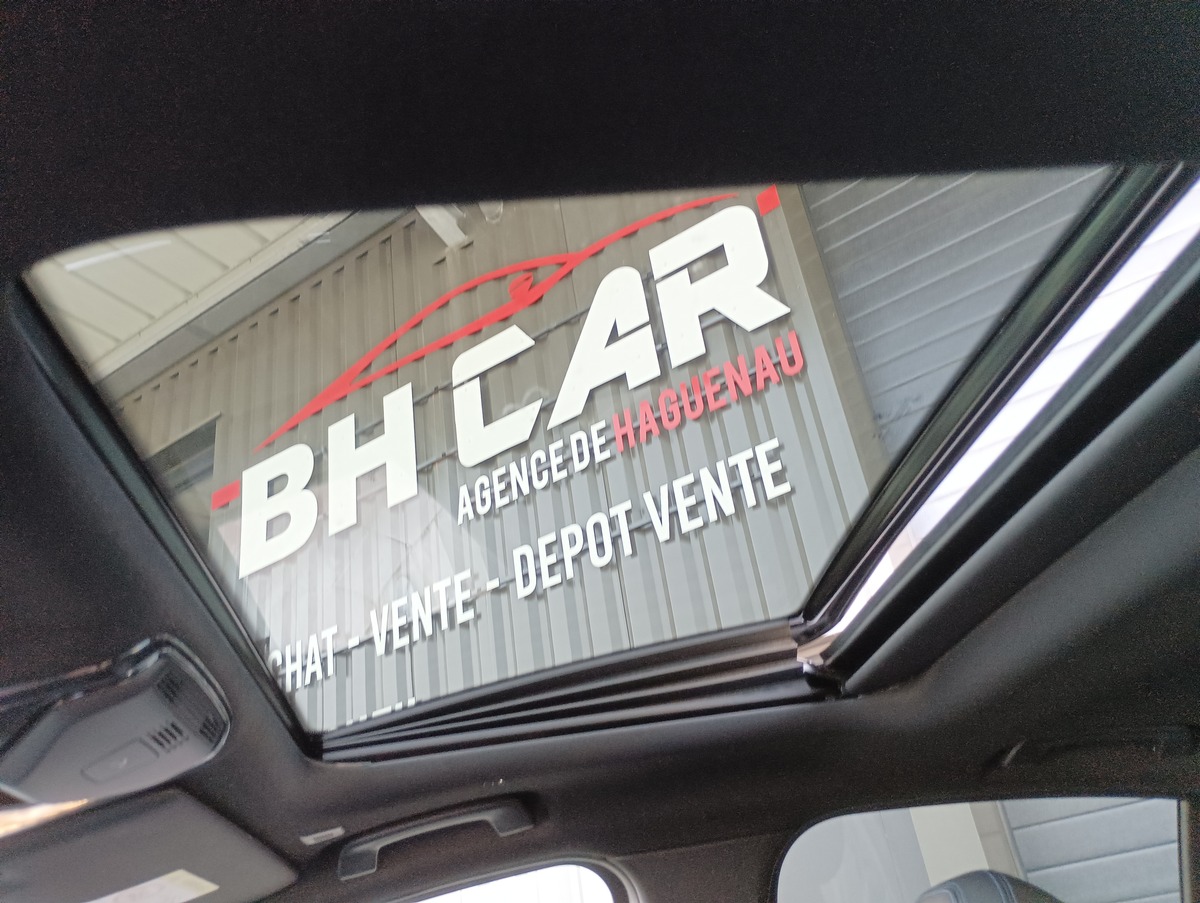 BH CAR
AGENCE DE HAGUENAU
CHAT - VENTE - DEPOT VENTE